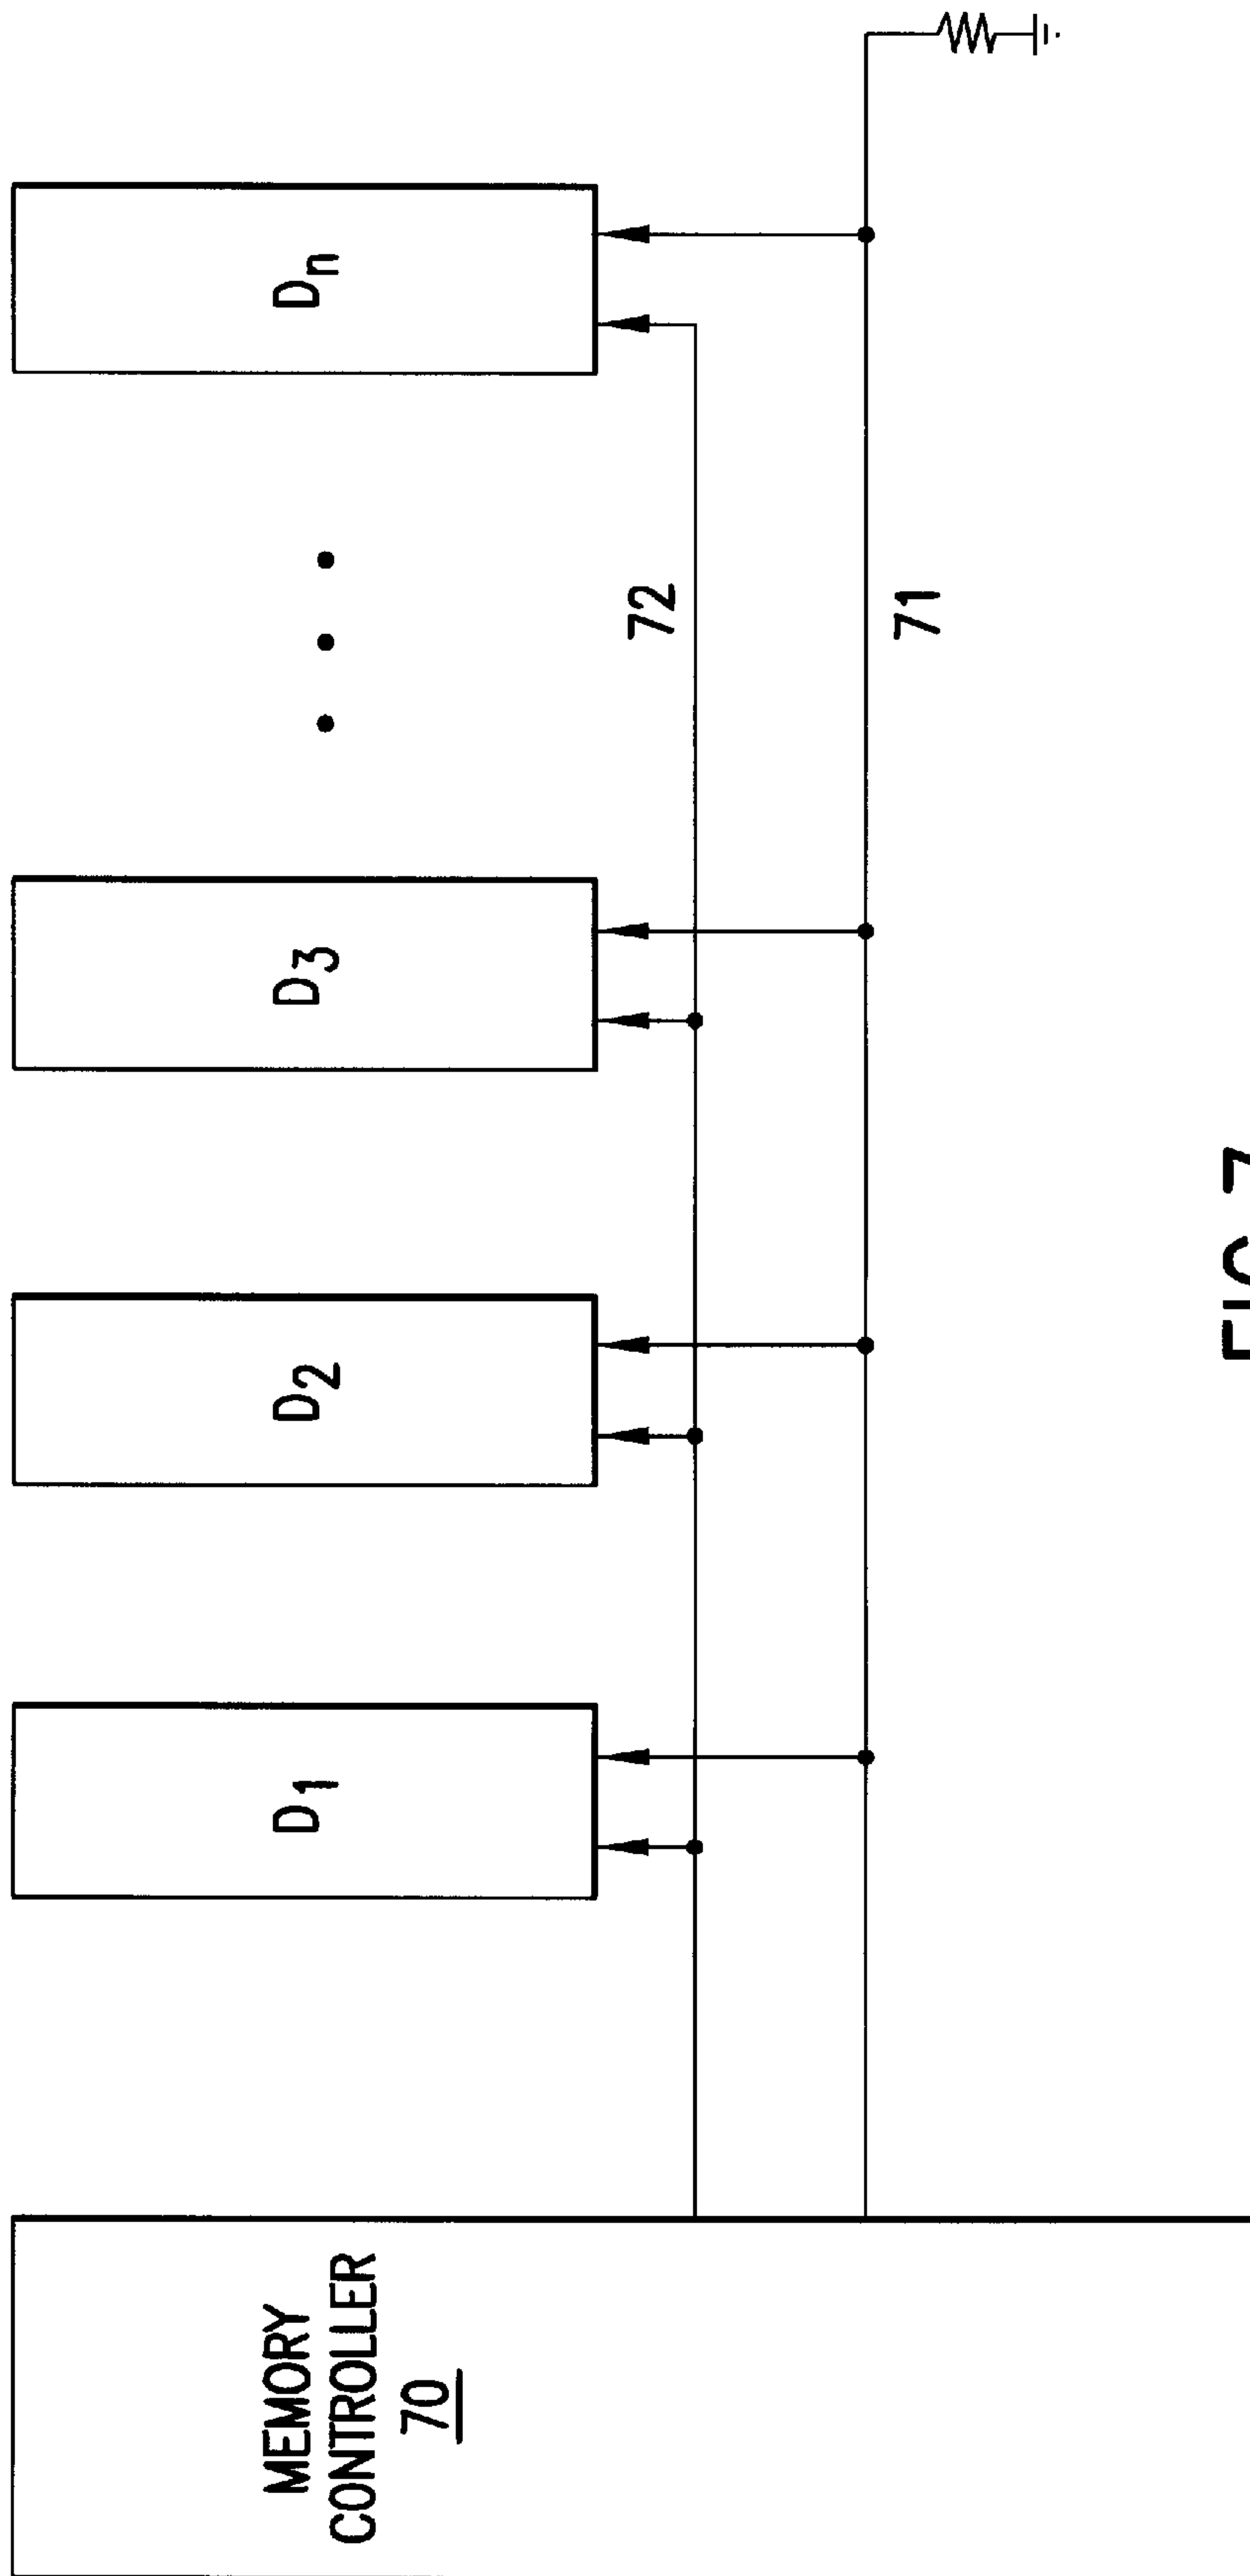 MEMORY
CONTROLLER
70
D1
D2
D3
Dn
72
71